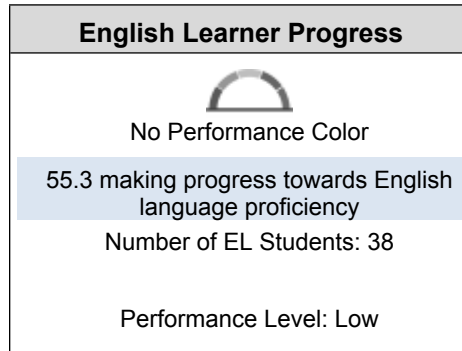 English Learner Progress
No Performance Color
55.3 making progress towards English
language proficiency
Number of EL Students: 38
Performance Level: Low